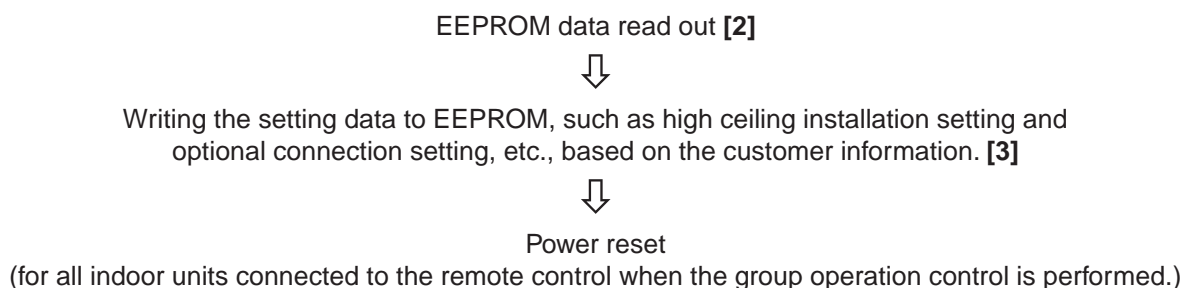 EEPROM data read out [2]
⇩
Writing the setting data to EEPROM, such as high ceiling installation setting and
optional connection setting, etc., based on the customer information. [3]
⇩
Power reset
(for all indoor units connected to the remote control when the group operation control is performed.)